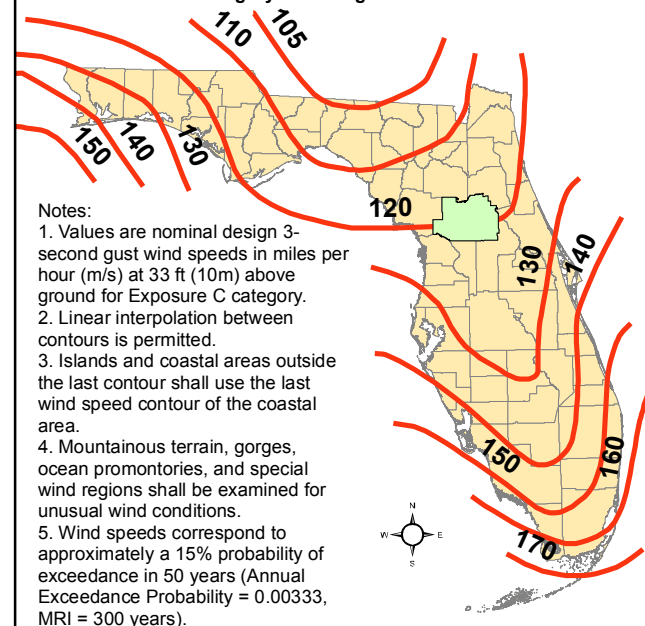 105
110
150
140
130
120
130
140
Notes:
1. Values are nominal design 3-
second gust wind speeds in miles per
hour (m/s) at 33 ft (10m) above
ground for Exposure C category.
2. Linear interpolation between
contours is permitted.
3. Islands and coastal areas outside
the last contour shall use the last
wind speed contour of the coastal
area.
4. Mountainous terrain, gorges,
ocean promontories, and special
wind regions shall be examined for
unusual wind conditions.
5. Wind speeds correspond to
approximately a 15% probability of
exceedance in 50 years (Annual
Exceedance Probability = 0.00333,
MRI = 300 years).
150
160
170
N
W
E
S